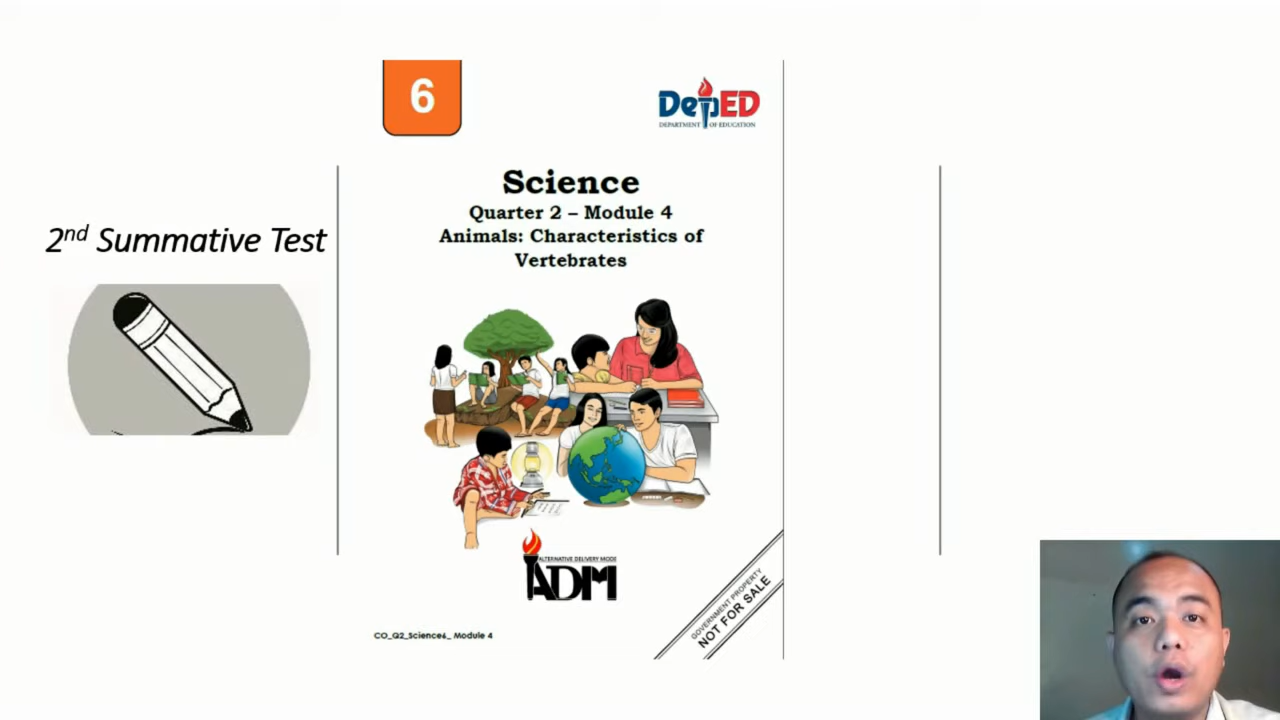 2nd Summative Test
6
DepED
DEPARTMENT OF EDUCATION
Science
Quarter 2 – Module 4
Animals: Characteristics of
Vertebrates
ALTERNATIVE DELIVERY MODE
ADM
GOVERNMENT PROPERTY
NOT FOR SALE
CO_Q2_Science6_ Module 4